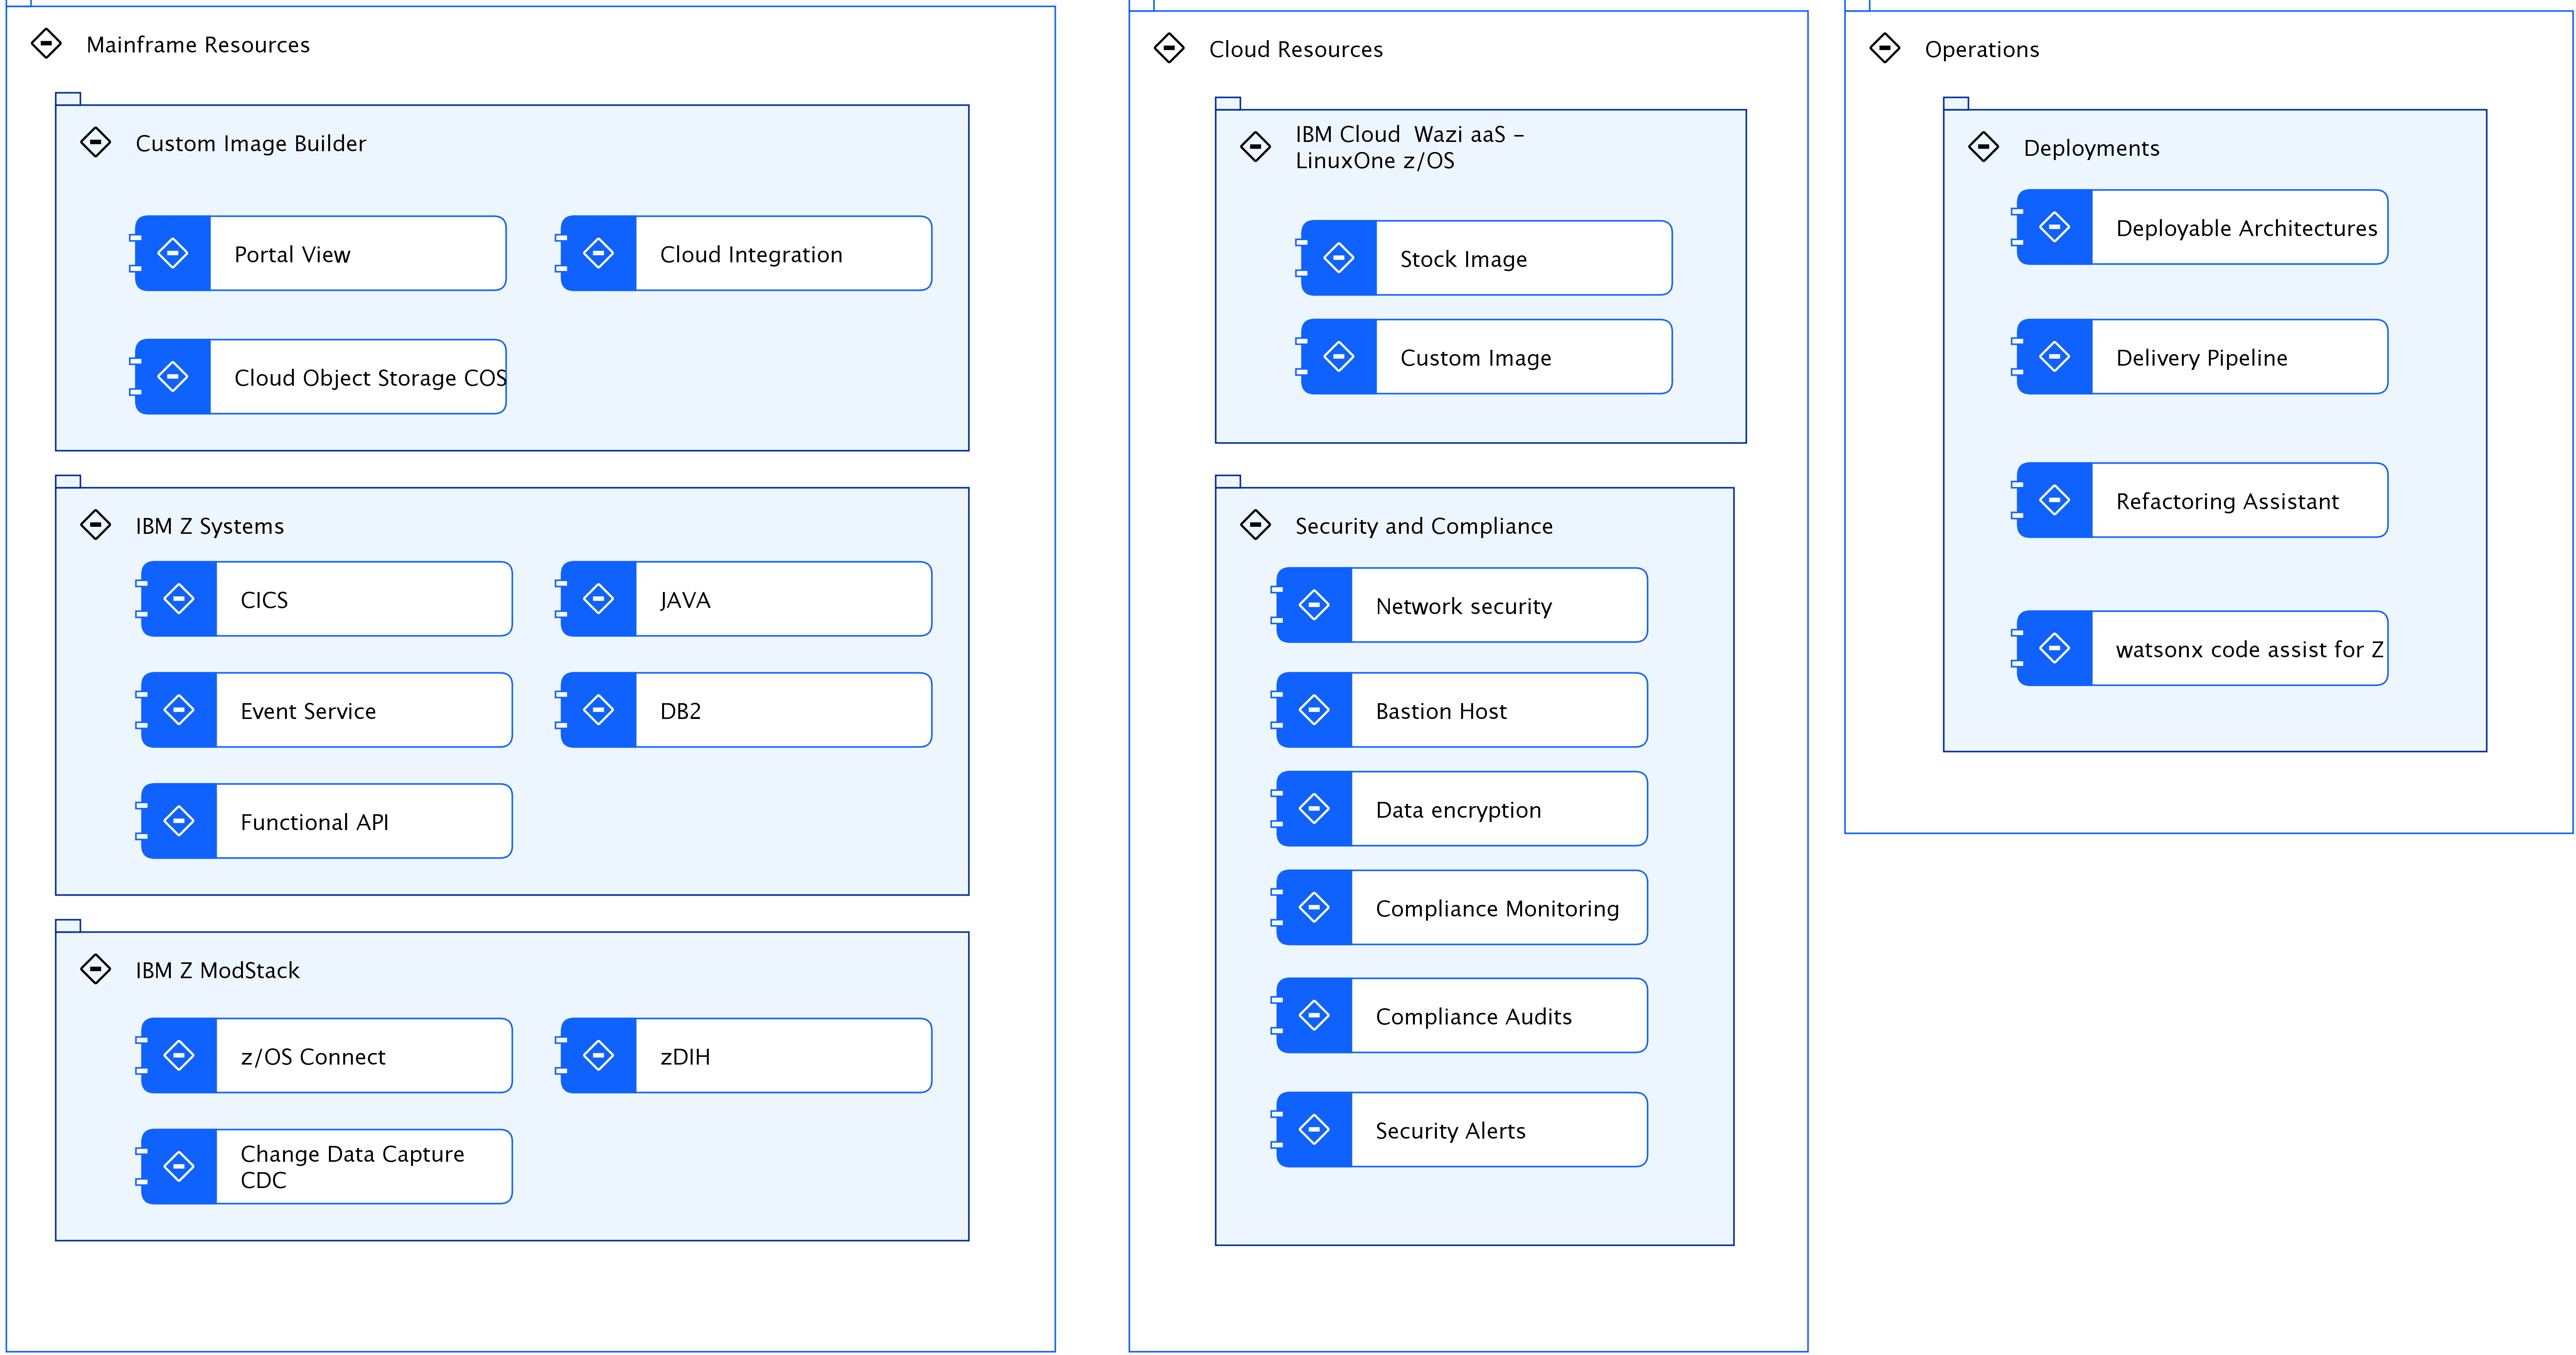 Mainframe Resources
Custom Image Builder
Portal View
Cloud Integration
Cloud Object Storage COS
IBM Z Systems
CICS
JAVA
Event Service
DB2
Functional API
IBM Z ModStack
z/OS Connect
zDIH
Change Data Capture
CDC
Cloud Resources
IBM Cloud  Wazi aaS –
LinuxOne z/OS
Stock Image
Custom Image
Security and Compliance
Network security
Bastion Host
Data encryption
Compliance Monitoring
Compliance Audits
Security Alerts
Operations
Deployments
Deployable Architectures
Delivery Pipeline
Refactoring Assistant
watsonx code assist for Z